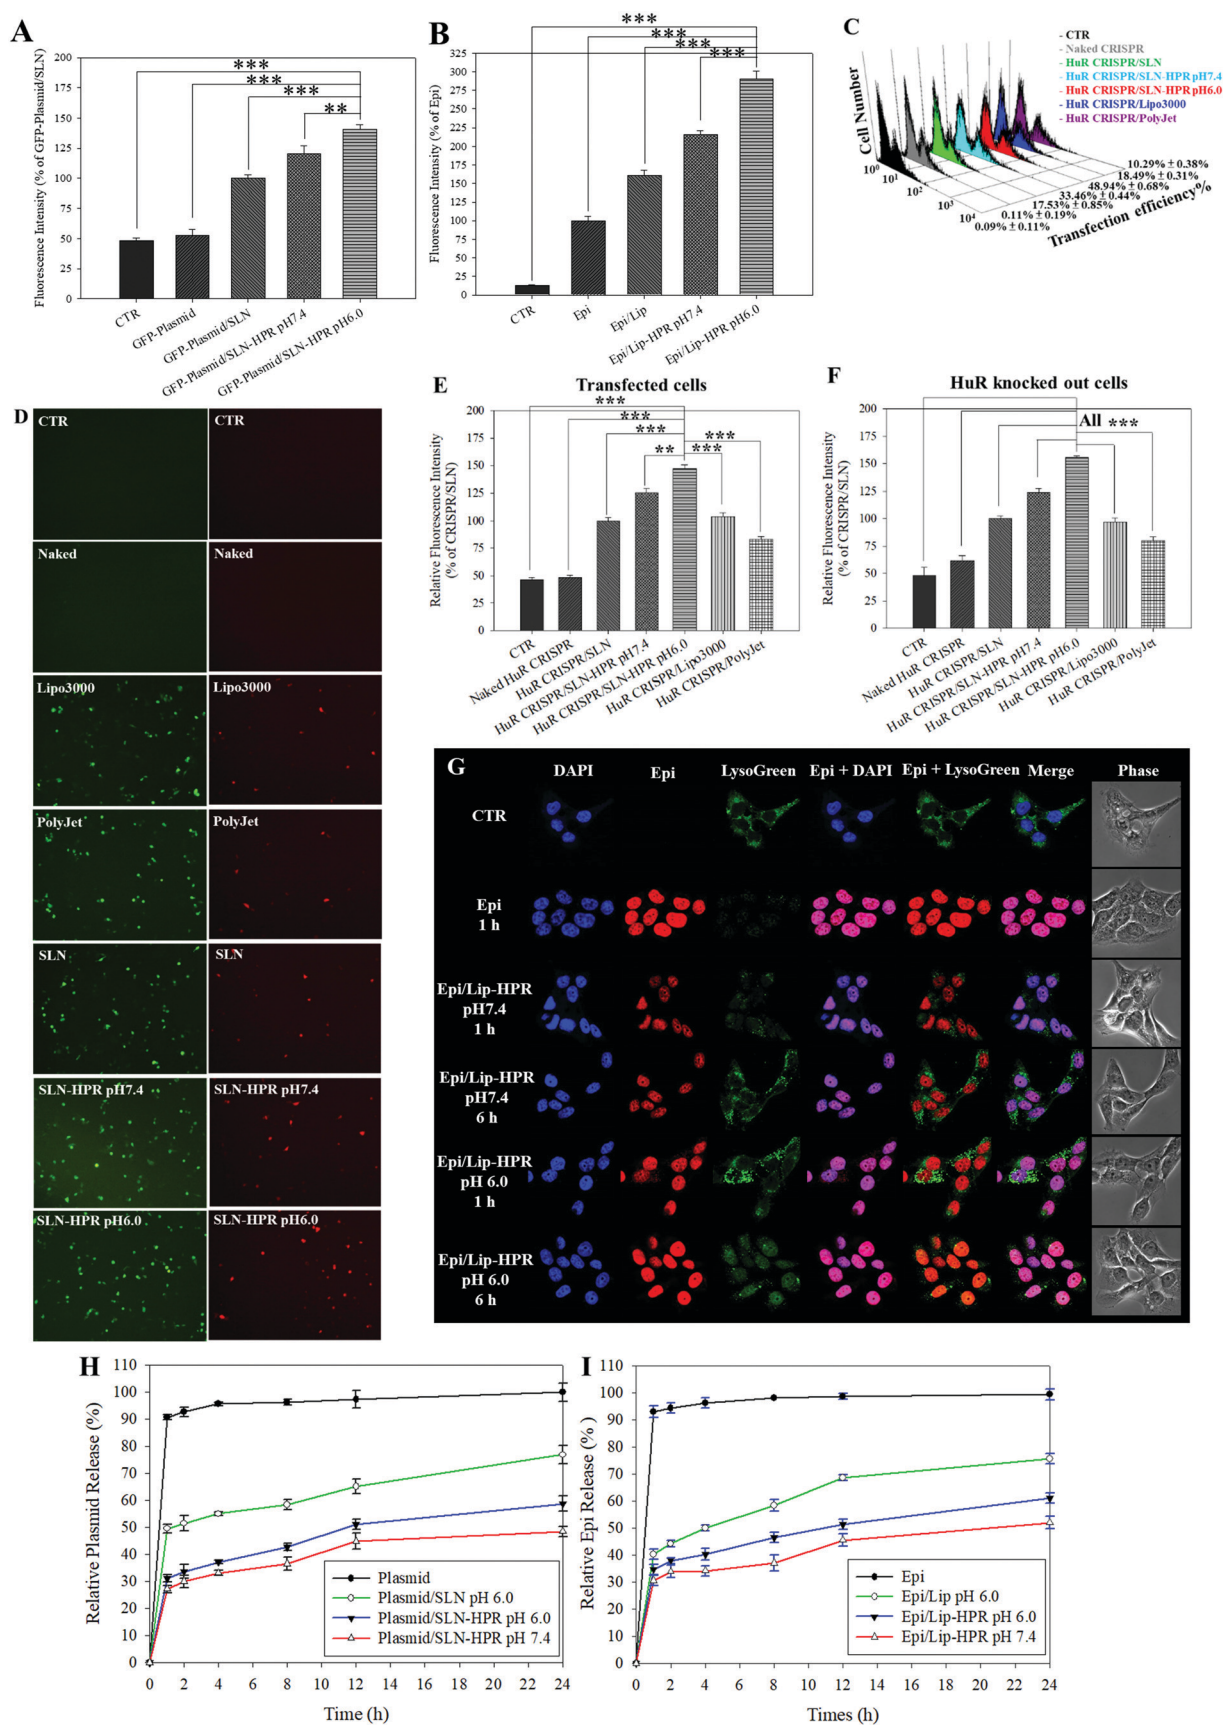 A
Fluorescence Intensity (% of GFP-Plasmid/SLN)
200
175
150
125
100
75
50
25
0
***
***
***
**
CTR
GFP-Plasmid
GFP-Plasmid/SLN
GFP-Plasmid/SLN-HPR pH7.4
GFP-Plasmid/SLN-HPR pH6.0
B
Fluorescence Intensity (% of Epi)
325
300
275
250
225
200
175
150
125
100
75
50
25
0
***
***
***
***
CTR
Epi
Epi/Lip
Epi/Lip-HPR pH7.4
Epi/Lip-HPR pH6.0
C
Cell Number
- CTR
- Naked CRISPR
- HuR CRISPR/SLN
- HuR CRISPR/SLN-HPR pH7.4
- HuR CRISPR/SLN-HPR pH6.0
- HuR CRISPR/Lipo3000
- HuR CRISPR/PolyJet
10⁰
10¹
10²
10³
10⁴
10.29% ± 0.38%
18.49% ± 0.31%
48.94% ± 0.68%
33.46% ± 0.44%
17.53% ± 0.85%
0.11% ± 0.19%
0.09% ± 0.11%
Transfection efficiency%
D
CTR CTR
Naked Naked
Lipo3000 Lipo3000
PolyJet PolyJet
SLN SLN
SLN-HPR pH7.4 SLN-HPR pH7.4
SLN-HPR pH6.0 SLN-HPR pH6.0
E
Transfected cells
Relative Fluorescence Intensity
(% of CRISPR/SLN)
200
175
150
125
100
75
50
25
0
***
***
***
***
** ***
CTR
Naked HuR CRISPR
HuR CRISPR/SLN
HuR CRISPR/SLN-HPR pH7.4
HuR CRISPR/SLN-HPR pH6.0
HuR CRISPR/Lipo3000
HuR CRISPR/PolyJet
F
HuR knocked out cells
Relative Fluorescence Intensity
(% of CRISPR/SLN)
200
175
150
125
100
75
50
25
0
All ***
CTR
Naked HuR CRISPR
HuR CRISPR/SLN
HuR CRISPR/SLN-HPR pH7.4
HuR CRISPR/SLN-HPR pH6.0
HuR CRISPR/Lipo3000
HuR CRISPR/PolyJet
G
DAPI Epi LysoGreen Epi + DAPI Epi + LysoGreen Merge Phase
CTR
Epi
1 h
Epi/Lip-HPR
pH7.4
1 h
Epi/Lip-HPR
pH7.4
6 h
Epi/Lip-HPR
pH 6.0
1 h
Epi/Lip-HPR
pH 6.0
6 h
H
Relative Plasmid Release (%)
110
100
90
80
70
60
50
40
30
20
10
0
Plasmid
Plasmid/SLN pH 6.0
Plasmid/SLN-HPR pH 6.0
Plasmid/SLN-HPR pH 7.4
0 2 4 6 8 10 12 14 16 18 20 22 24
Time (h)
I
Relative Epi Release (% )
110
100
90
80
70
60
50
40
30
20
10
0
Epi
Epi/Lip pH 6.0
Epi/Lip-HPR pH 6.0
Epi/Lip-HPR pH 7.4
0 2 4 6 8 10 12 14 16 18 20 22 24
Times (h)